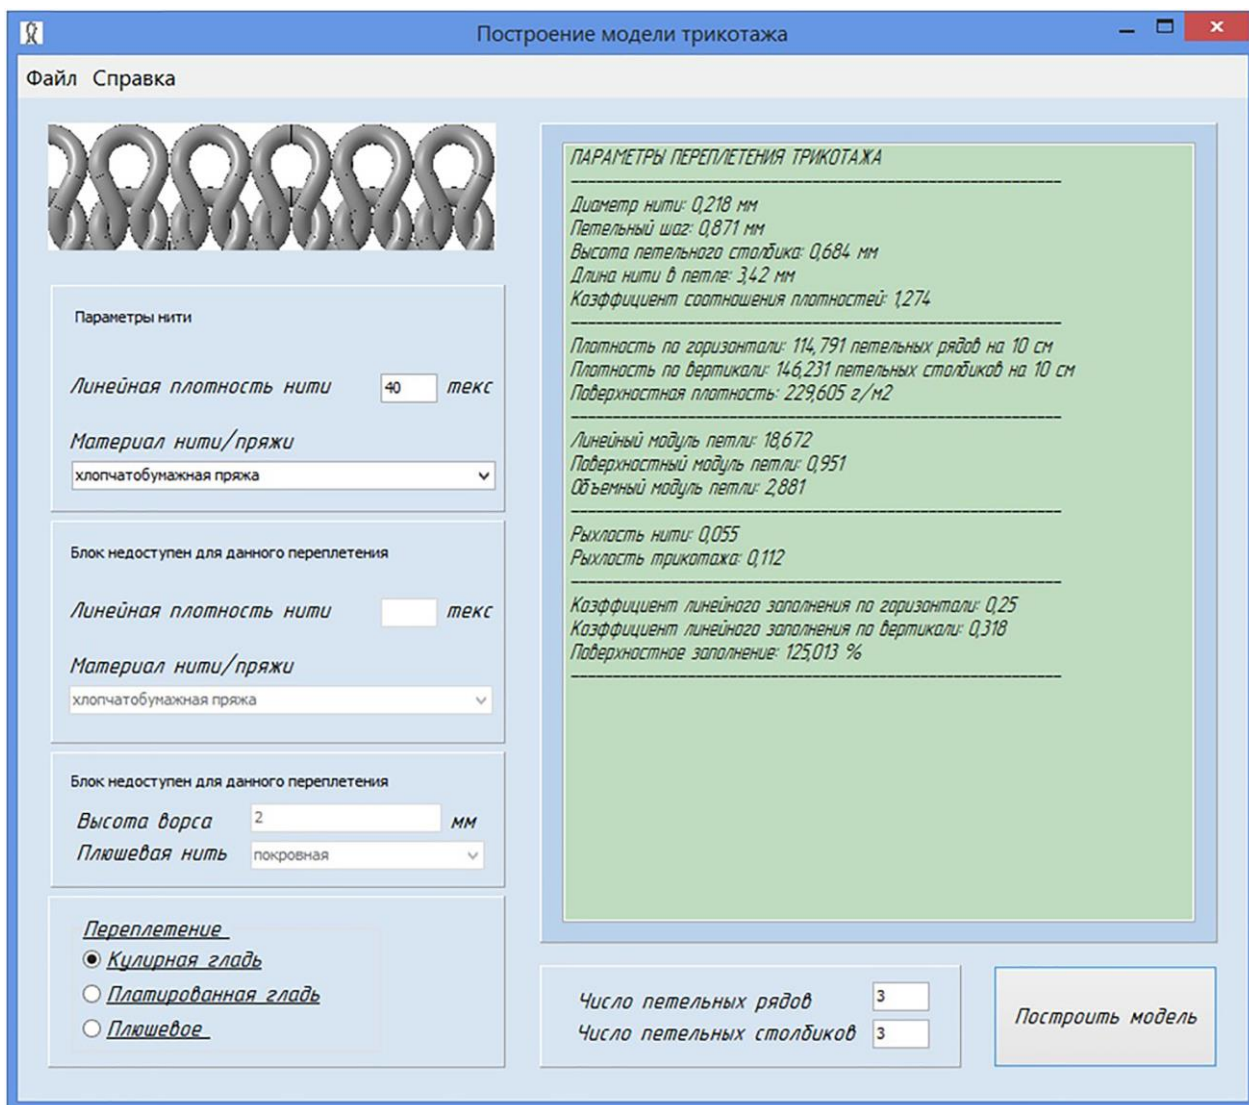 Построение модели трикотажа
Файл Справка
Параметры нити
Линейная плотность нити 40 текс
Материал нити/пряжи
хлопчатобумажная пряжа
Блок недоступен для данного переплетения
Линейная плотность нити текс
Материал нити/пряжи
хлопчатобумажная пряжа
Блок недоступен для данного переплетения
Высота ворса 2 мм
Плюшевая нить покровная
Переплетение
Кулирная гладь
Платированная гладь
Плюшевое
ПАРАМЕТРЫ ПЕРЕПЛЕТЕНИЯ ТРИКОТАЖА
Диаметр нити: 0,218 мм
Петельный шаг: 0,871 мм
Высота петельного столбика: 0,684 мм
Длина нити в петле: 3,42 мм
Коэффициент соотношения плотностей: 1,274
Плотность по горизонтали: 114,791 петельных рядов на 10 см
Плотность по вертикали: 146,231 петельных столбиков на 10 см
Поверхностная плотность: 229,605 г/м2
Линейный модуль петли: 18,672
Поверхностный модуль петли: 0,951
Объемный модуль петли: 2,881
Рыхлость нити: 0,055
Рыхлость трикотажа: 0,112
Коэффициент линейного заполнения по горизонтали: 0,25
Коэффициент линейного заполнения по вертикали: 0,318
Поверхностное заполнение: 125,013 %
Число петельных рядов 3
Число петельных столбиков 3
Построить модель